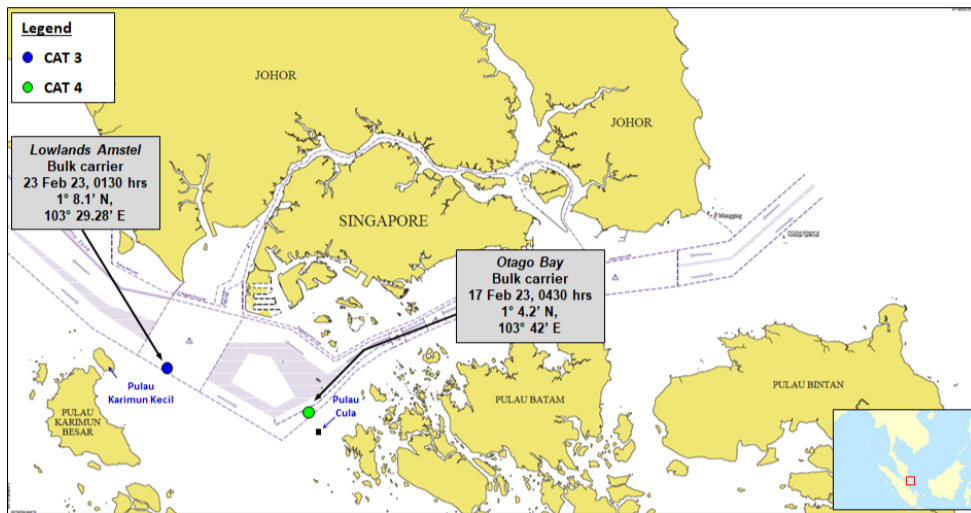 Legend
CAT 3
CAT 4
JOHOR
JOHOR
Lowlands Amstel
Bulk carrier
23 Feb 23, 0130 hrs
1° 8.1’ N,
103° 29.28’ E
SINGAPORE
P Mungging
Otago Bay
Bulk carrier
17 Feb 23, 0430 hrs
1° 4.2’ N,
103° 42’ E
Pulau
Karimun Kecil
PULAU
KARIMUN
BESAR
Pulau
Cula
PULAU BATAM
PULAU BINTAN